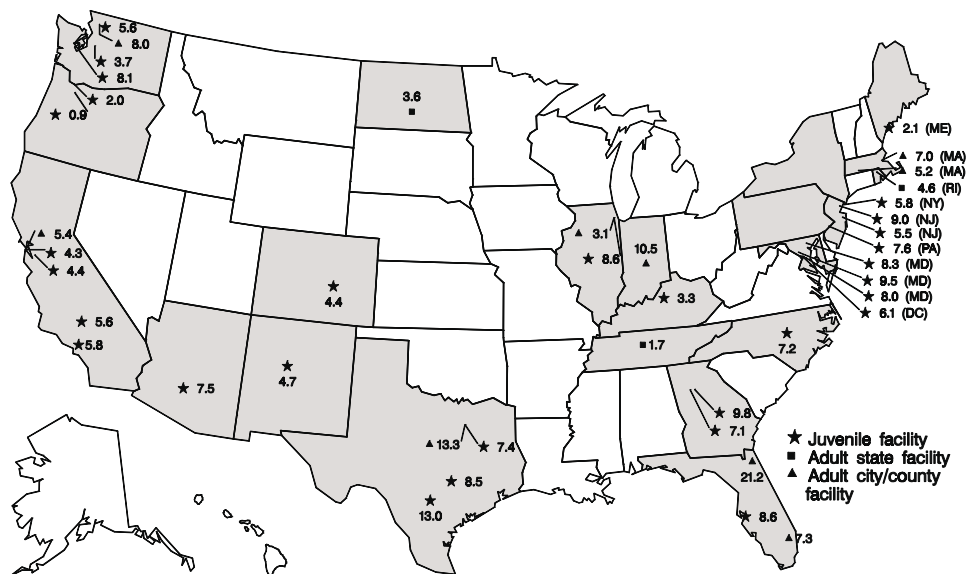 5.6
8.0
3.7
8.1
2.0
0.9
3.6
2.1 (ME)
7.0 (MA)
5.2 (MA)
4.6 (RI)
5.8 (NY)
9.0 (NJ)
5.5 (NJ)
7.6 (PA)
8.3 (MD)
9.5 (MD)
8.0 (MD)
6.1 (DC)
5.4
4.3
4.4
5.6
5.8
4.4
3.1
8.6
10.5
3.3
1.7
7.2
7.5
4.7
9.8
7.1
13.3
7.4
8.5
13.0
21.2
8.6
7.3
Juvenile facility
Adult state facility
Adult city/county
facility